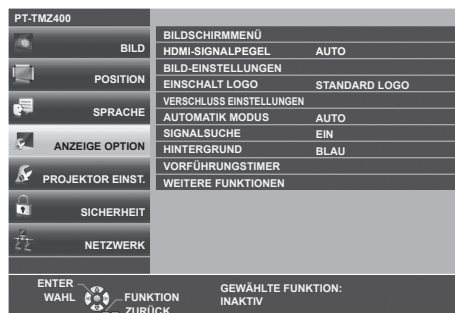 PT-TMZ400
BILD
POSITION
SPRACHE
ANZEIGE OPTION
PROJEKTOR EINST.
SICHERHEIT
NETZWERK
BILDSCHIRMMENÜ
HDMI-SIGNALPEGEL AUTO
BILD-EINSTELLUNGEN
EINSCHALT LOGO STANDARD LOGO
VERSCHLUSS EINSTELLUNGEN
AUTOMATIK MODUS AUTO
SIGNALSUCHE EIN
HINTERGRUND BLAU
VORFÜHRUNGSTIMER
WEITERE FUNKTIONEN
ENTER
WAHL
FUNKTION
ZURÜCK
GEWÄHLTE FUNKTION:
INAKTIV